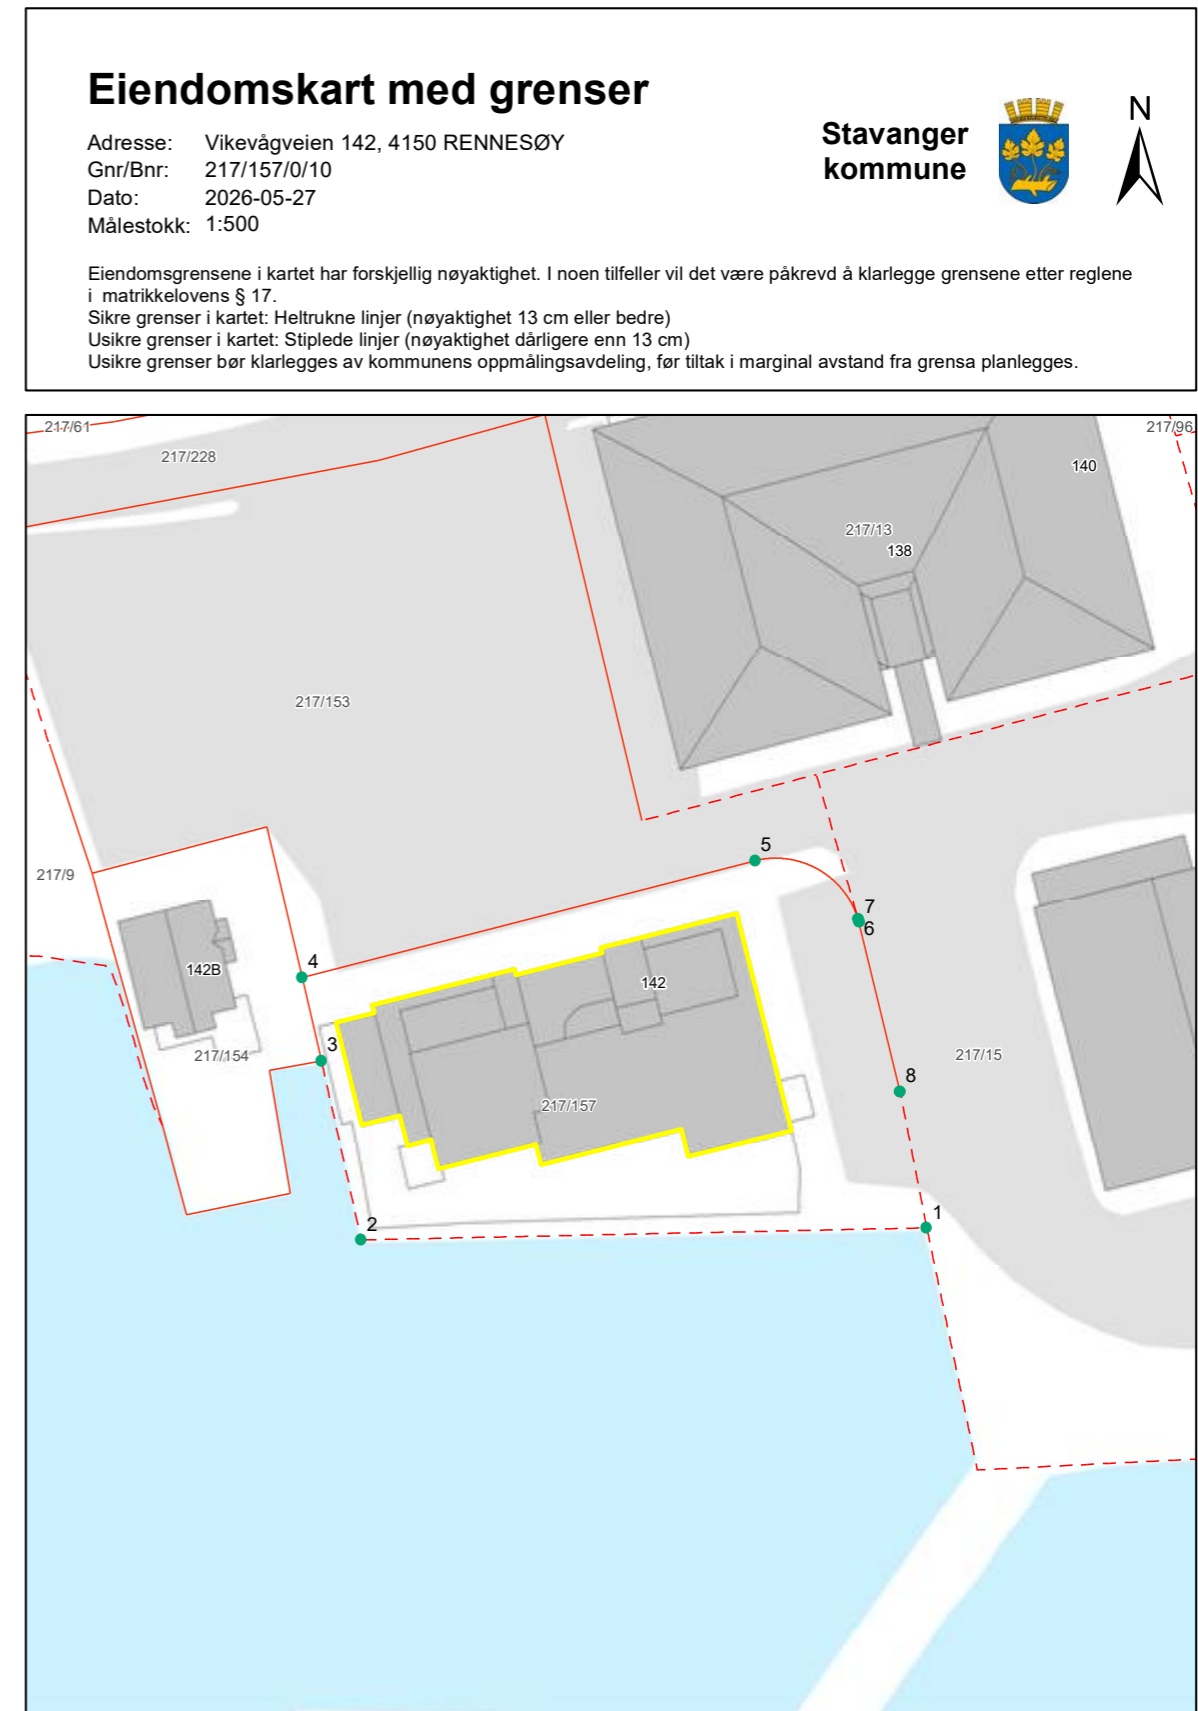 Eiendomskart med grenser
Adresse: Vikevågveien 142, 4150 RENNESØY
Gnr/Bnr: 217/157/0/10
Dato: 2026-05-27
Målestokk: 1:500
Stavanger
kommune
N
Eiendomsgrensene i kartet har forskjellig nøyaktighet. I noen tilfeller vil det være påkrevd å klarlegge grensene etter reglene
i matrikkelovens § 17.
Sikre grenser i kartet: Heltrukne linjer (nøyaktighet 13 cm eller bedre)
Usikre grenser i kartet: Stiplede linjer (nøyaktighet dårligere enn 13 cm)
Usikre grenser bør klarlegges av kommunens oppmålingsavdeling, før tiltak i marginal avstand fra grensa planlegges.
217/61
217/96
217/228
140
217/13
138
217/153
5
217/9
7
6
4
142B
142
3
217/154
217/15
8
217/157
1
2